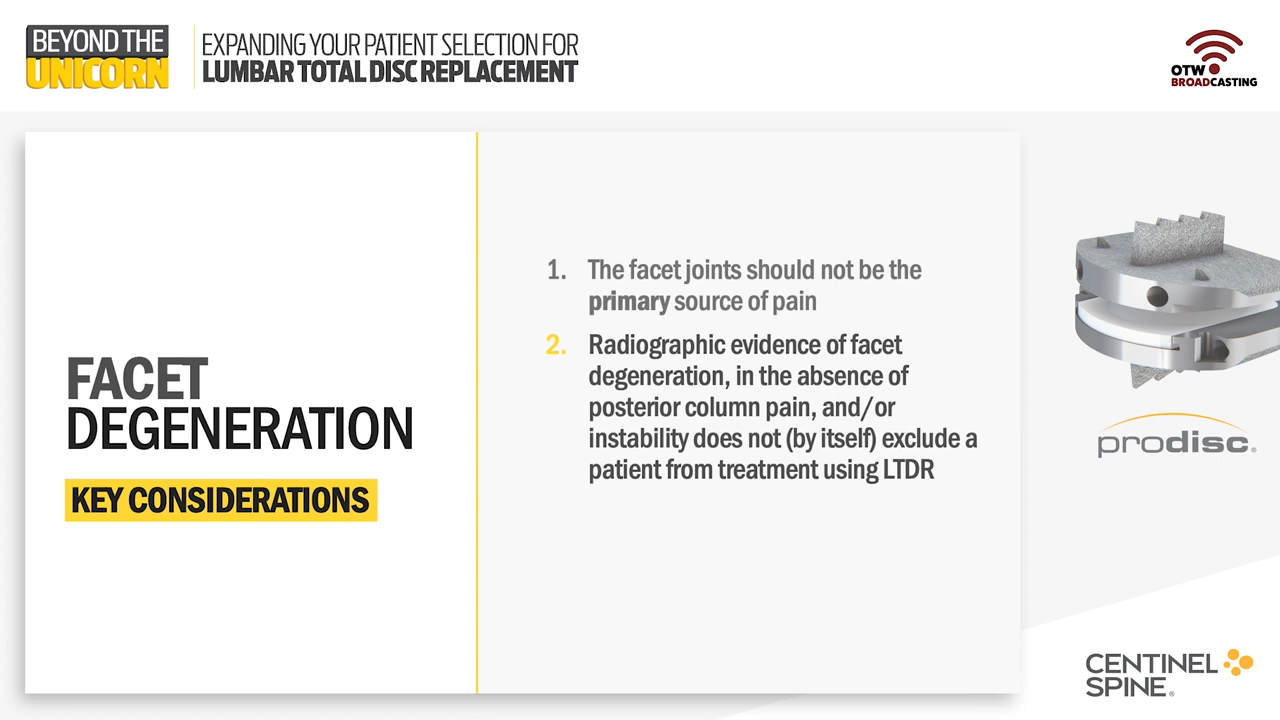 BEYOND THE
UNICORN
EXPANDING YOUR PATIENT SELECTION FOR
LUMBAR TOTAL DISC REPLACEMENT
OTW
BROADCASTING
FACET
DEGENERATION
KEY CONSIDERATIONS
1. The facet joints should not be the
primary source of pain
2. Radiographic evidence of facet
degeneration, in the absence of
posterior column pain, and/or
instability does not (by itself) exclude a
patient from treatment using LTDR
prodisc®
CENTINEL
SPINE®